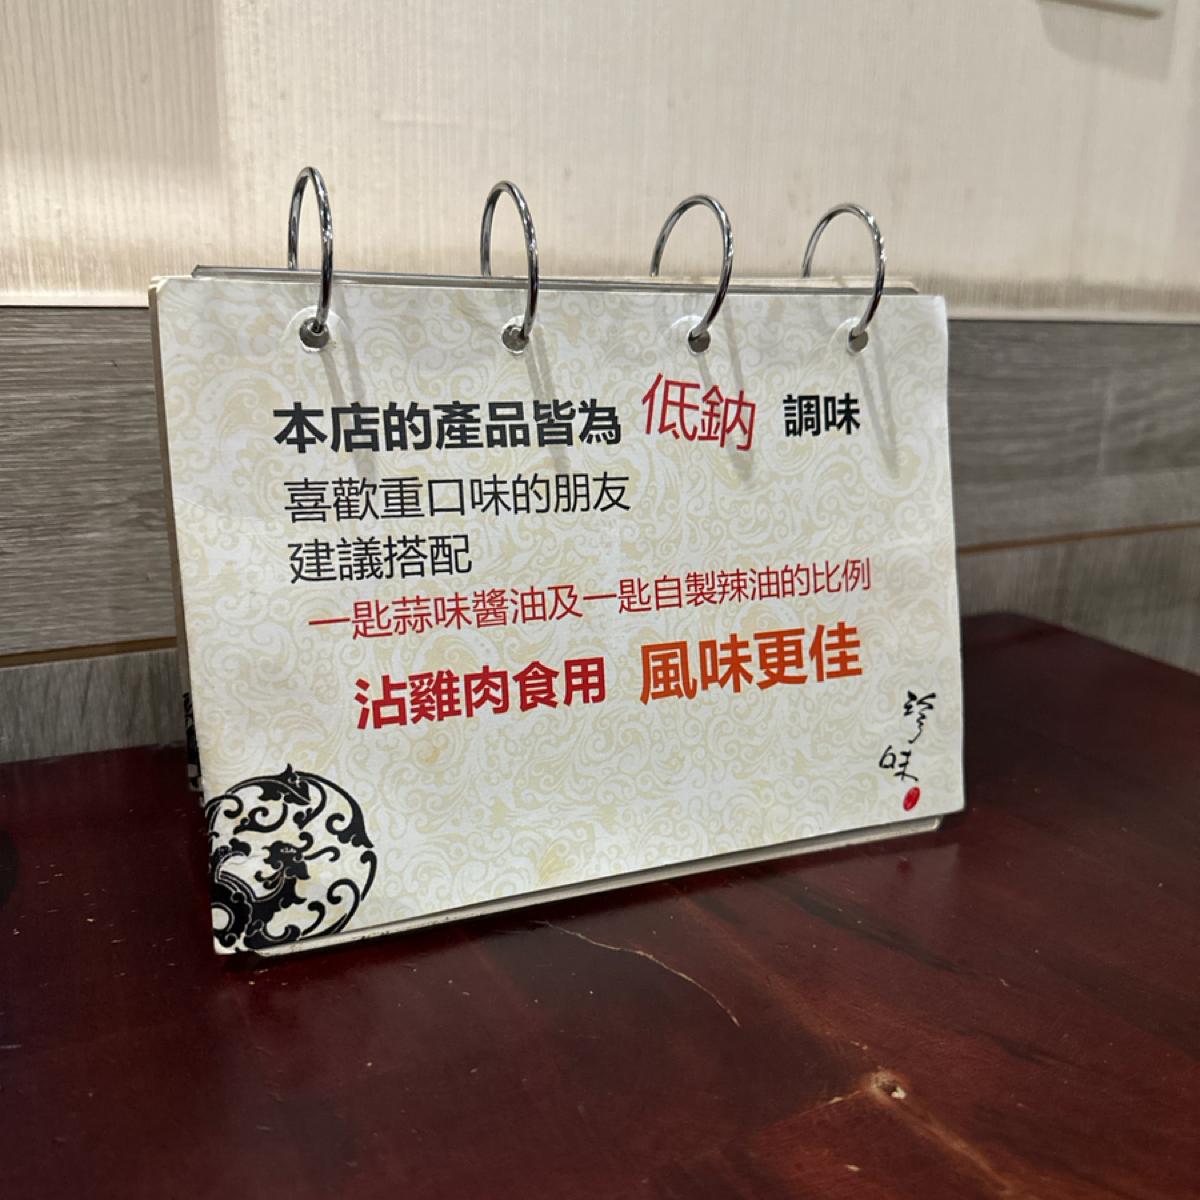 本店的產品皆為 低鈉 調味
喜歡重口味的朋友
建議搭配
一匙蒜味醬油及一匙自製辣油的比例
沾雞肉食用 風味更佳
珍味